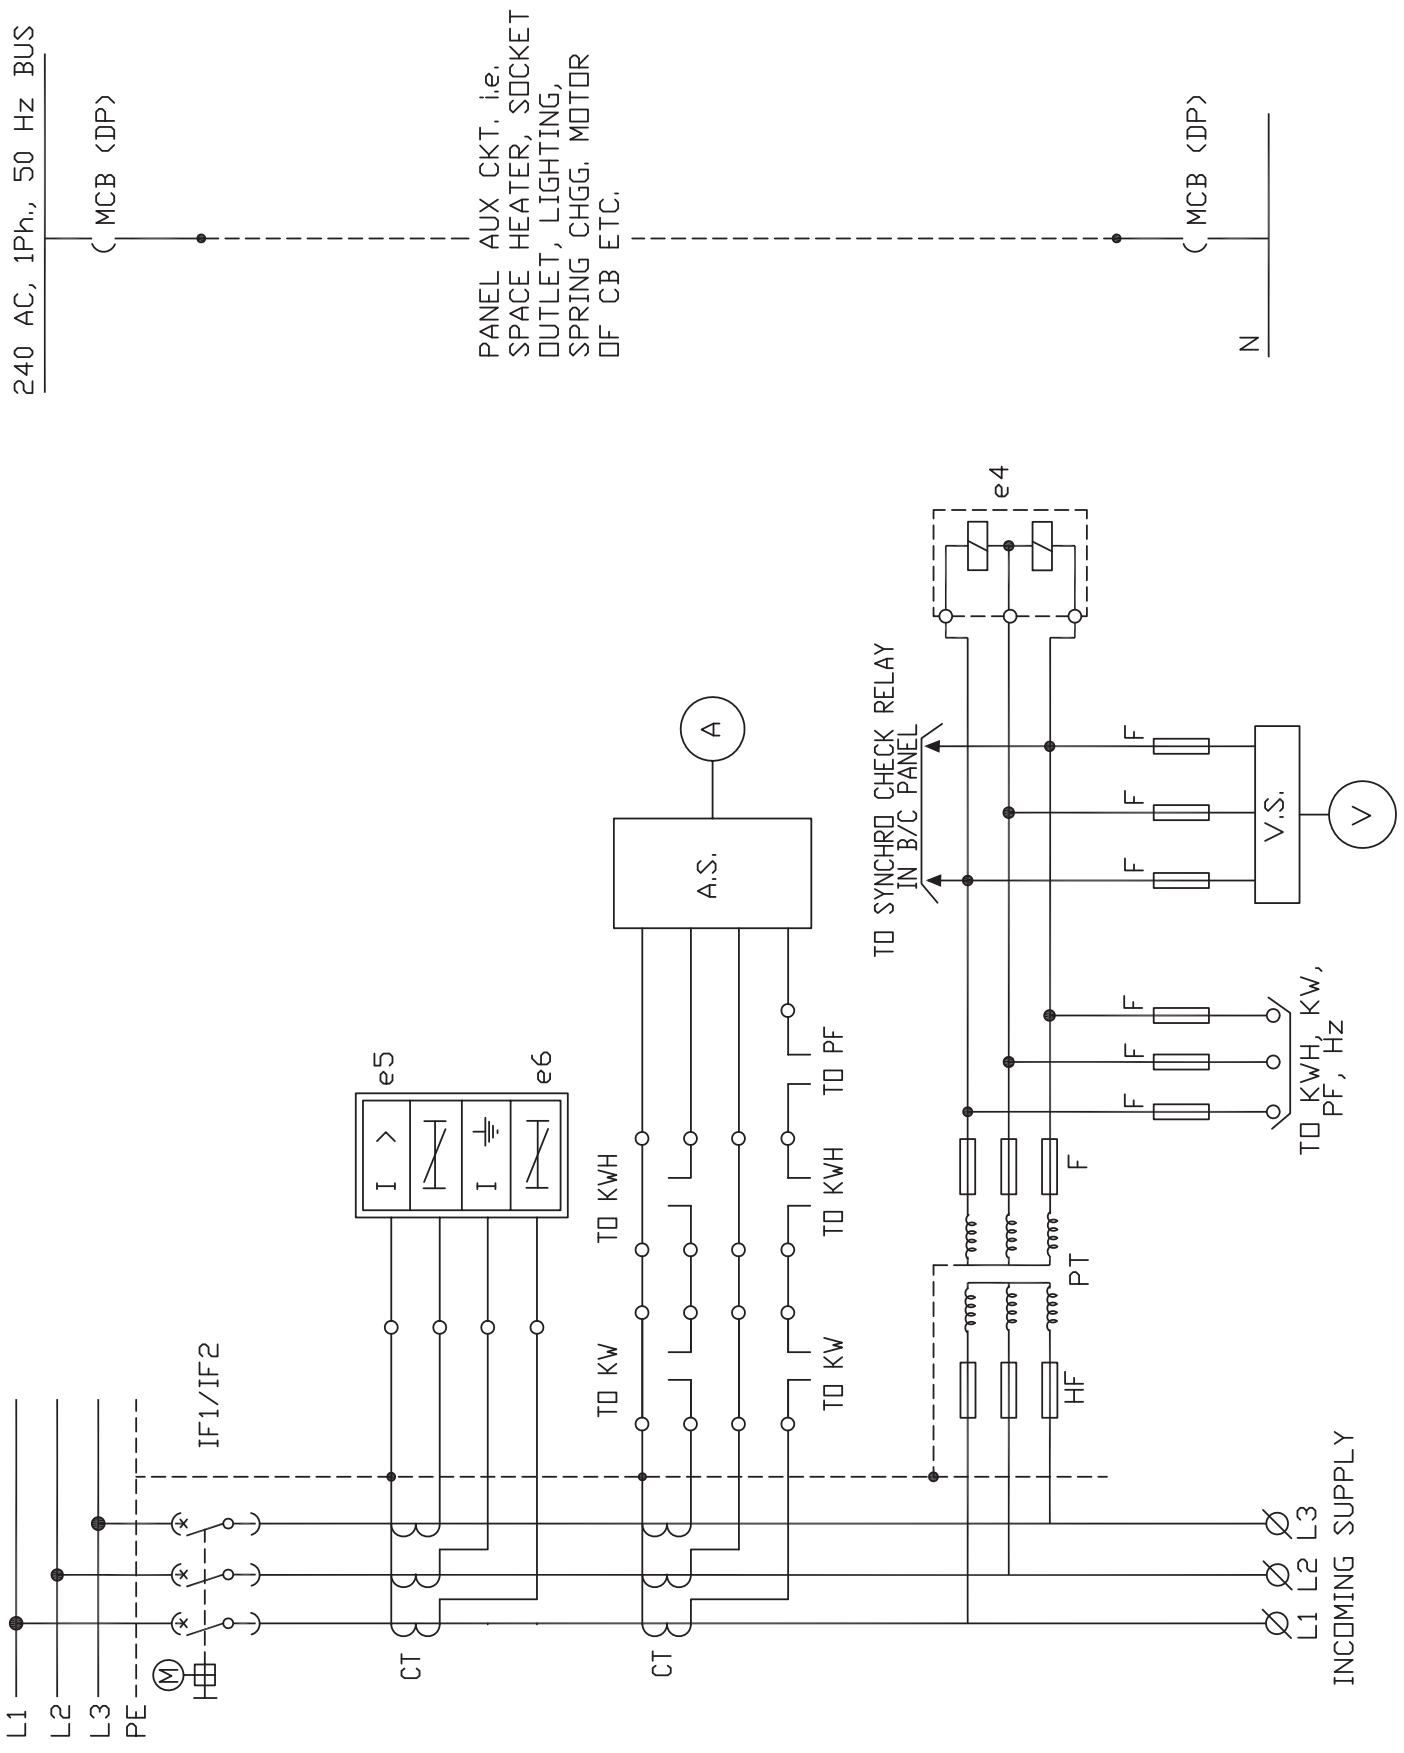 240 AC, 1Ph., 50 Hz BUS
MCB (DP)
PANEL AUX CKT. i.e.
SPACE HEATER, SOCKET
OUTLET, LIGHTING,
SPRING CHGG. MOTOR
OF CB ETC.
MCB (DP)
N
L1
L2
L3
PE
M
IF1/IF2
CT
e5
I >
I
e6
CT
TO KW
TO KWH
TO KW
TO KWH
TO PF
A.S.
A
HF
PT
F
TO SYNCHRO CHECK RELAY
IN B/C PANEL
e4
F
F
F
TO KWH, KW,
PF, Hz
F
F
F
V.S.
V
L1 L2 L3
INCOMING SUPPLY